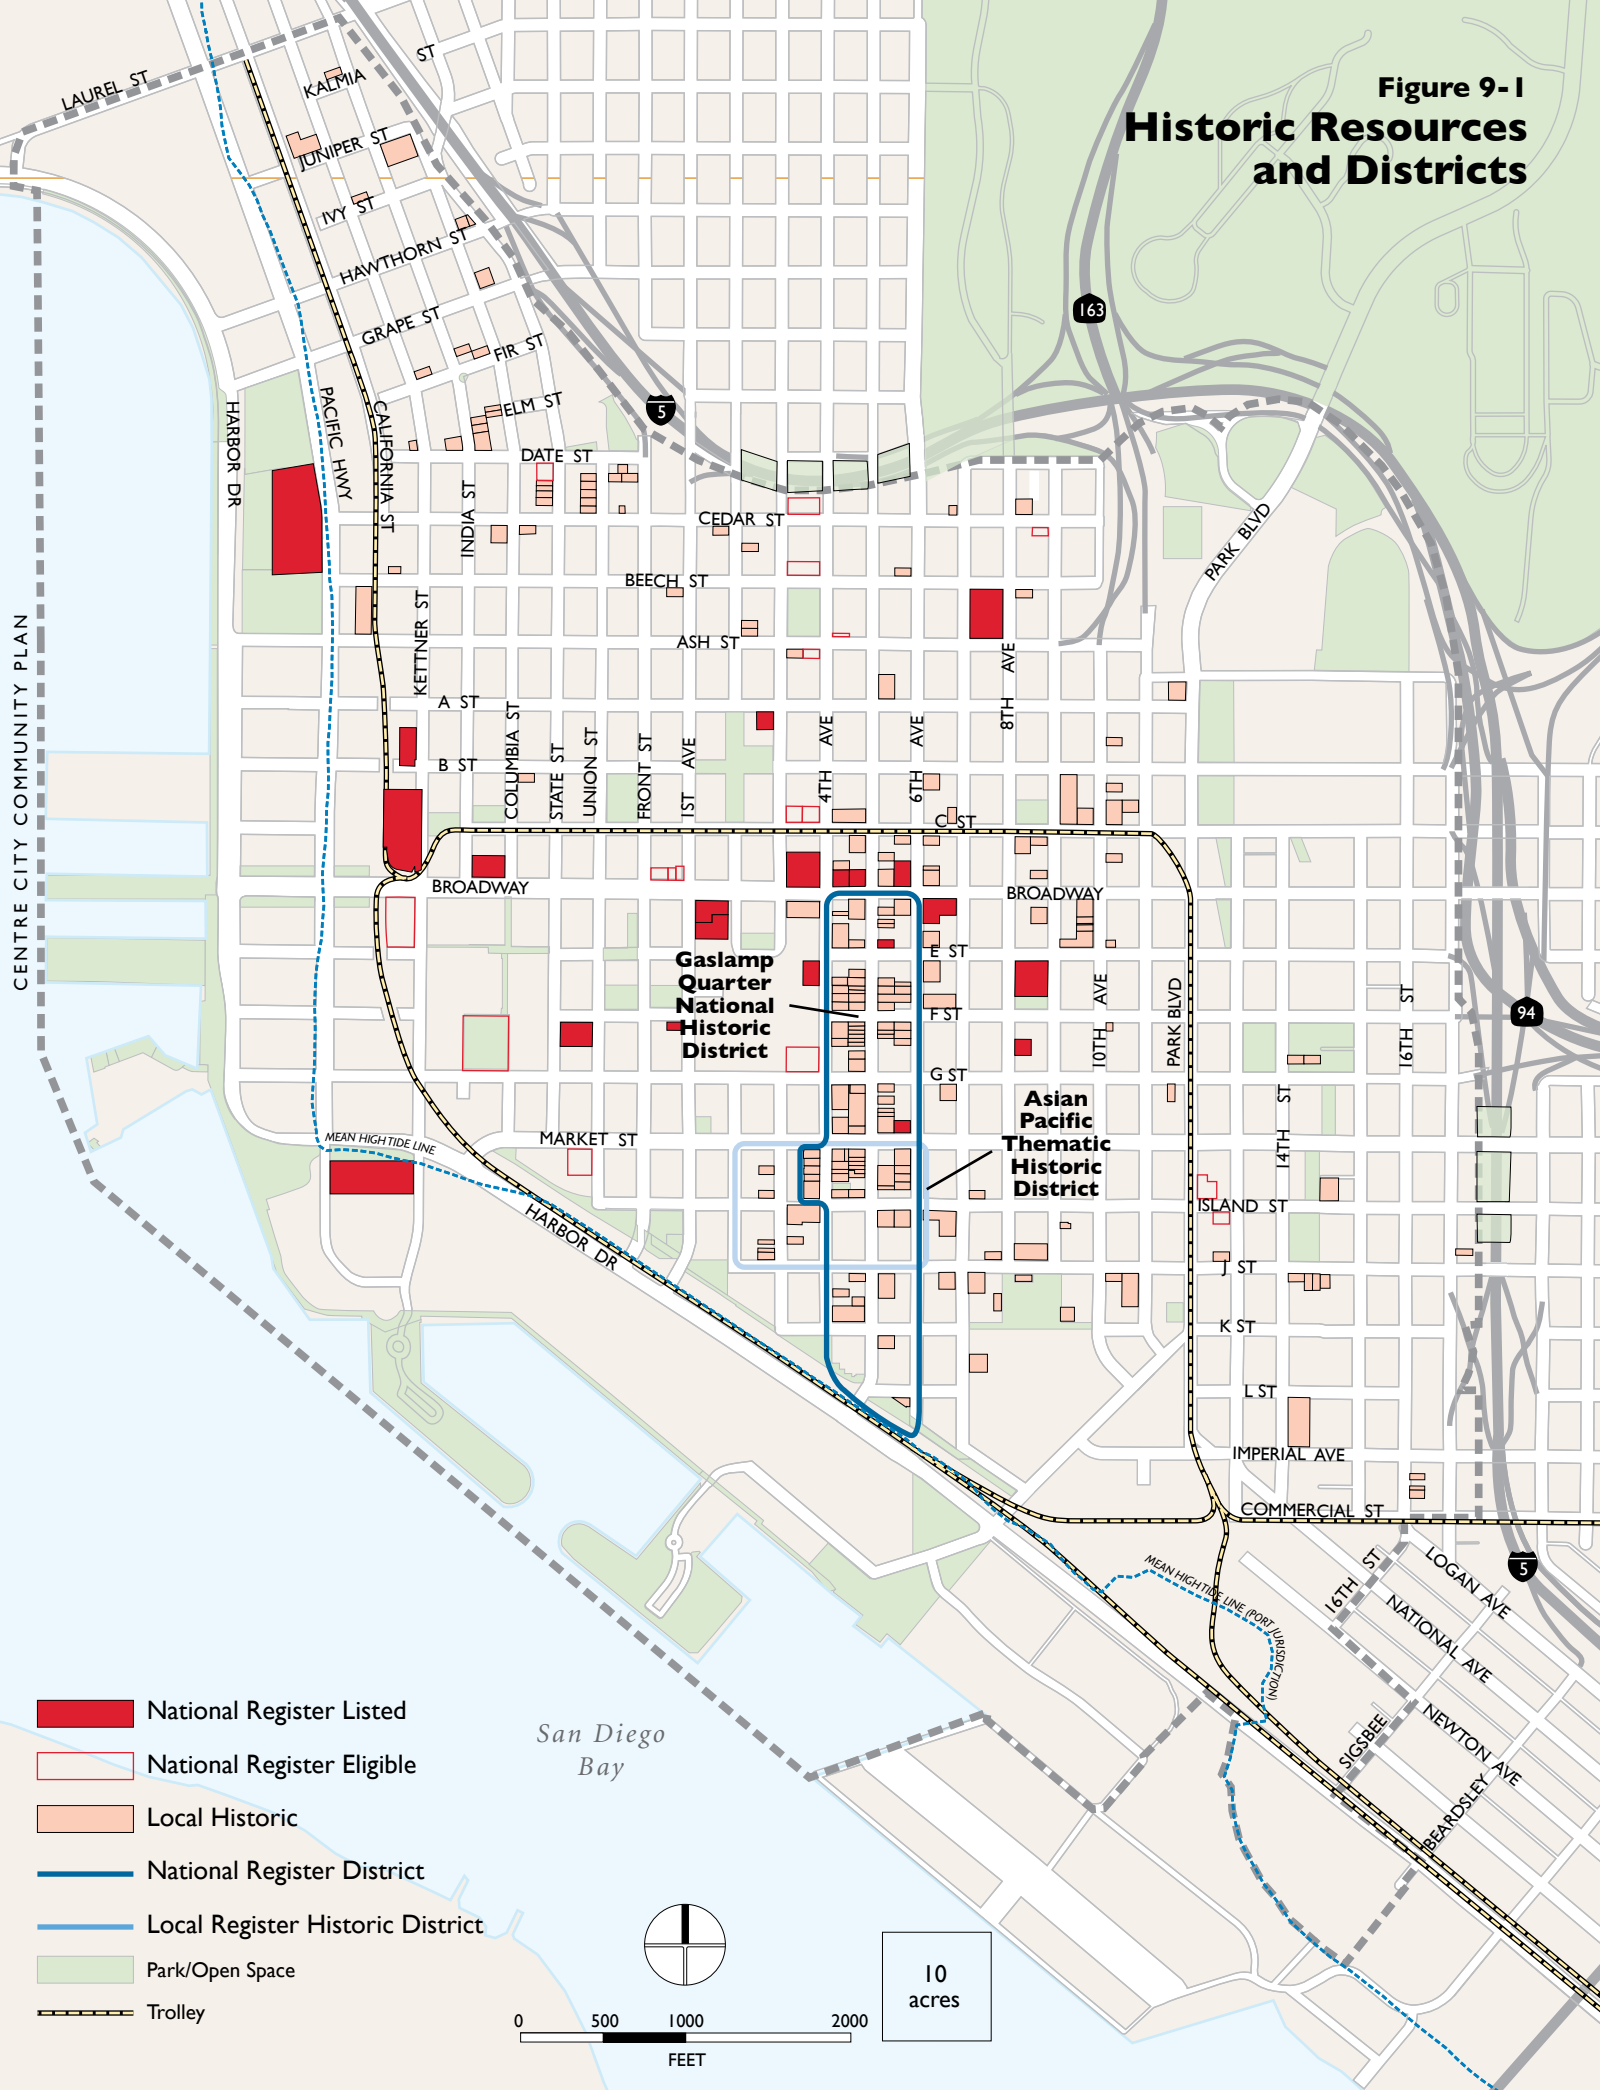 Figure 9-1
Historic Resources
and Districts
LAUREL ST
KALMIA
ST
JUNIPER ST
IVY ST
HAWTHORN ST
GRAPE ST
FIR ST
ELM ST
163
5
HARBOR DR
PACIFIC HWY
CALIFORNIA ST
DATE ST
INDIA ST
CEDAR ST
BEECH ST
PARK BLVD
CENTRE CITY COMMUNITY PLAN
KETTNER ST
ASH ST
8TH AVE
A ST
B ST
COLUMBIA ST
STATE ST
UNION ST
FRONT ST
1ST AVE
4TH AVE
6TH AVE
C ST
BROADWAY
BROADWAY
E ST
Gaslamp
Quarter
National
Historic
District
F ST
10TH AVE
PARK BLVD
16TH ST
94
G ST
Asian
Pacific
Thematic
Historic
District
14TH ST
MEAN HIGH TIDE LINE
MARKET ST
ISLAND ST
HARBOR DR
J ST
K ST
L ST
IMPERIAL AVE
COMMERCIAL ST
5
MEAN HIGH TIDE LINE (PORT JURISDICTION)
16TH ST
LOGAN AVE
NATIONAL AVE
NEWTON AVE
SIGSBEE
BEARDSLEY
San Diego
Bay
National Register Listed
National Register Eligible
Local Historic
National Register District
Local Register Historic District
Park/Open Space
Trolley
0 500 1000 2000
FEET
10
acres